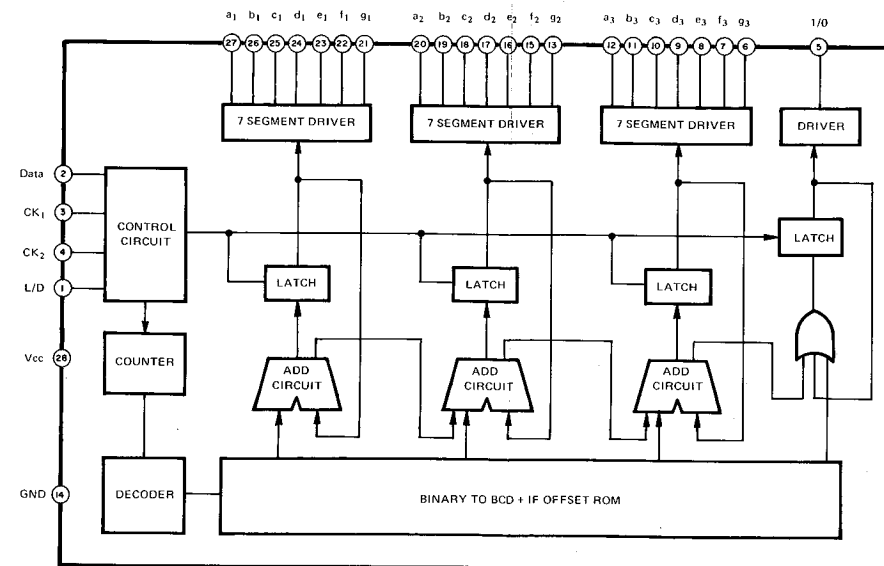 a₁ b₁ c₁ d₁ e₁ f₁ g₁ a₂ b₂ c₂ d₂ e₂ f₂ g₂ a₃ b₃ c₃ d₃ e₃ f₃ g₃ 1/0
27 26 25 24 23 22 21 20 19 18 17 16 15 13 12 11 10 9 8 7 6 5
7 SEGMENT DRIVER 7 SEGMENT DRIVER 7 SEGMENT DRIVER DRIVER
Data 2
CK₁ 3
CONTROL
CIRCUIT
CK₂ 4
L/D 1
LATCH LATCH LATCH LATCH
Vcc 28
COUNTER
ADD
CIRCUIT
ADD
CIRCUIT
ADD
CIRCUIT
GND 14
DECODER
BINARY TO BCD + IF OFFSET ROM